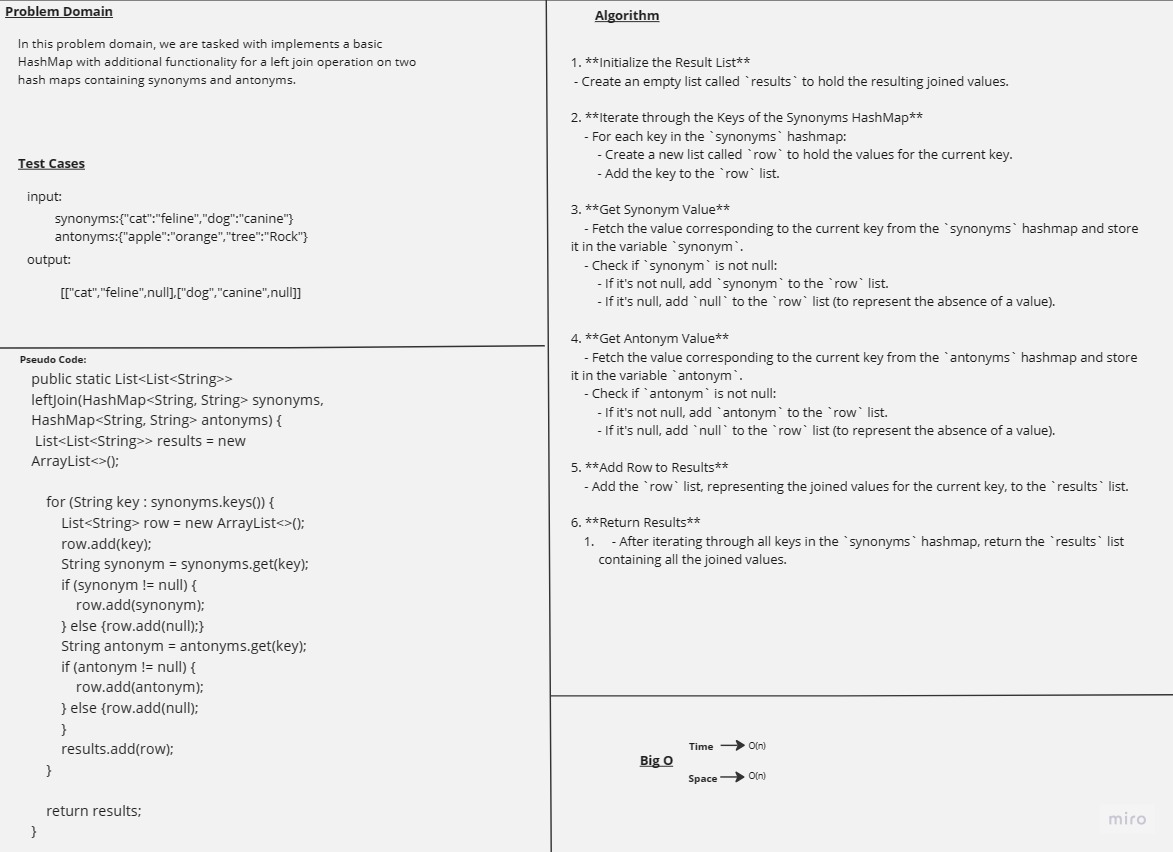 Problem Domain
In this problem domain, we are tasked with implements a basic
HashMap with additional functionality for a left join operation on two
hash maps containing synonyms and antonyms.
Test Cases
input:
synonyms:{"cat":"feline","dog":"canine"}
antonyms:{"apple":"orange","tree":"Rock"}
output:
[["cat","feline",null],["dog","canine",null]]
Pseudo Code:
public static List<List<String>>
leftJoin(HashMap<String, String> synonyms,
HashMap<String, String> antonyms) {
List<List<String>> results = new
ArrayList<>();
for (String key : synonyms.keys()) {
List<String> row = new ArrayList<>();
row.add(key);
String synonym = synonyms.get(key);
if (synonym != null) {
row.add(synonym);
} else {row.add(null);}
String antonym = antonyms.get(key);
if (antonym != null) {
row.add(antonym);
} else {row.add(null);
}
results.add(row);
}
return results;
}
Algorithm
1. **Initialize the Result List**
- Create an empty list called `results` to hold the resulting joined values.
2. **Iterate through the Keys of the Synonyms HashMap**
- For each key in the `synonyms` hashmap:
- Create a new list called `row` to hold the values for the current key.
- Add the key to the `row` list.
3. **Get Synonym Value**
- Fetch the value corresponding to the current key from the `synonyms` hashmap and store
it in the variable `synonym`.
- Check if `synonym` is not null:
- If it's not null, add `synonym` to the `row` list.
- If it's null, add `null` to the `row` list (to represent the absence of a value).
4. **Get Antonym Value**
- Fetch the value corresponding to the current key from the `antonyms` hashmap and store
it in the variable `antonym`.
- Check if `antonym` is not null:
- If it's not null, add `antonym` to the `row` list.
- If it's null, add `null` to the `row` list (to represent the absence of a value).
5. **Add Row to Results**
- Add the `row` list, representing the joined values for the current key, to the `results` list.
6. **Return Results**
1. - After iterating through all keys in the `synonyms` hashmap, return the `results` list
containing all the joined values.
Big O
Time O(n)
Space O(n)
miro